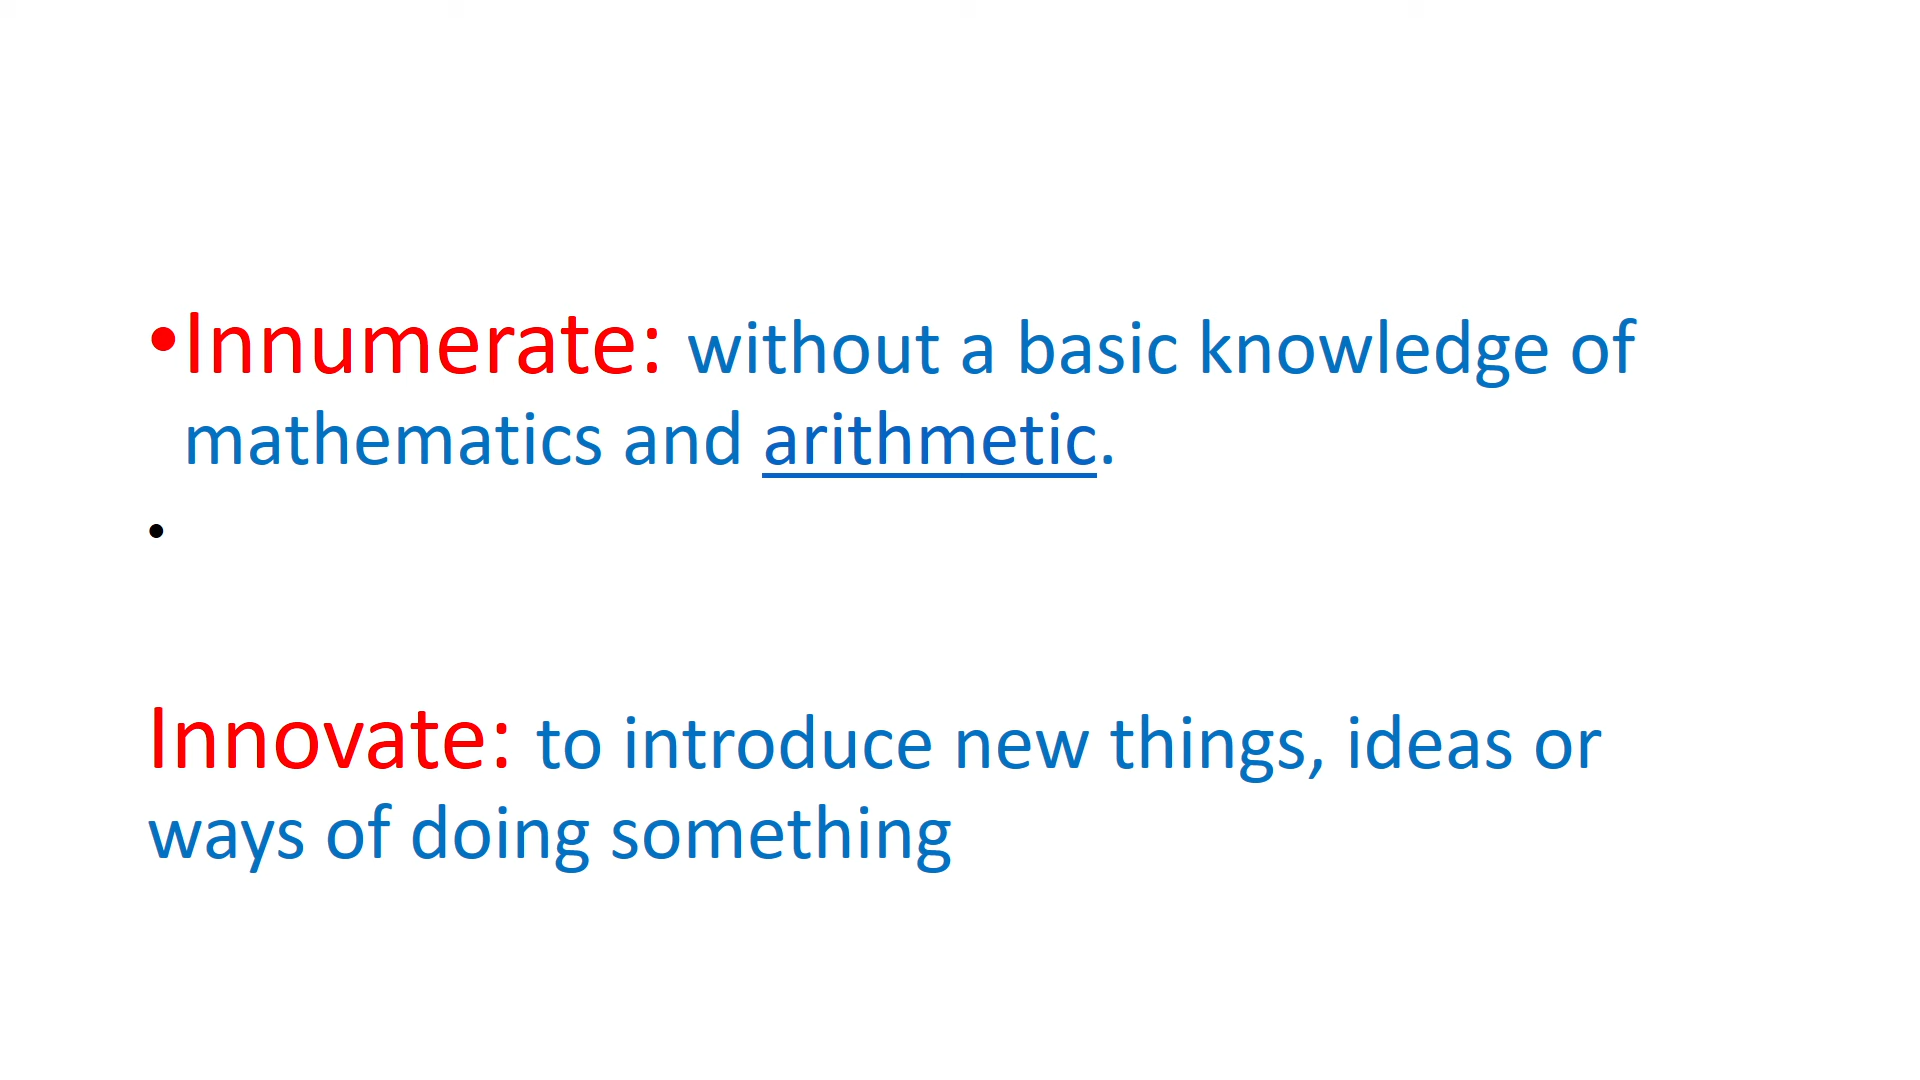 •Innumerate: without a basic knowledge of
mathematics and arithmetic.
•
Innovate: to introduce new things, ideas or
ways of doing something